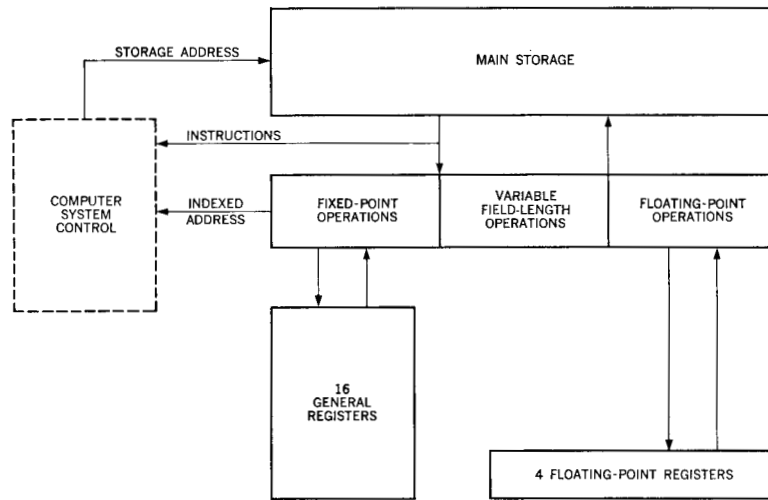 STORAGE ADDRESS
MAIN STORAGE
INSTRUCTIONS
COMPUTER
SYSTEM
CONTROL
INDEXED
ADDRESS
FIXED-POINT
OPERATIONS
VARIABLE
FIELD-LENGTH
OPERATIONS
FLOATING-POINT
OPERATIONS
16
GENERAL
REGISTERS
4 FLOATING-POINT REGISTERS